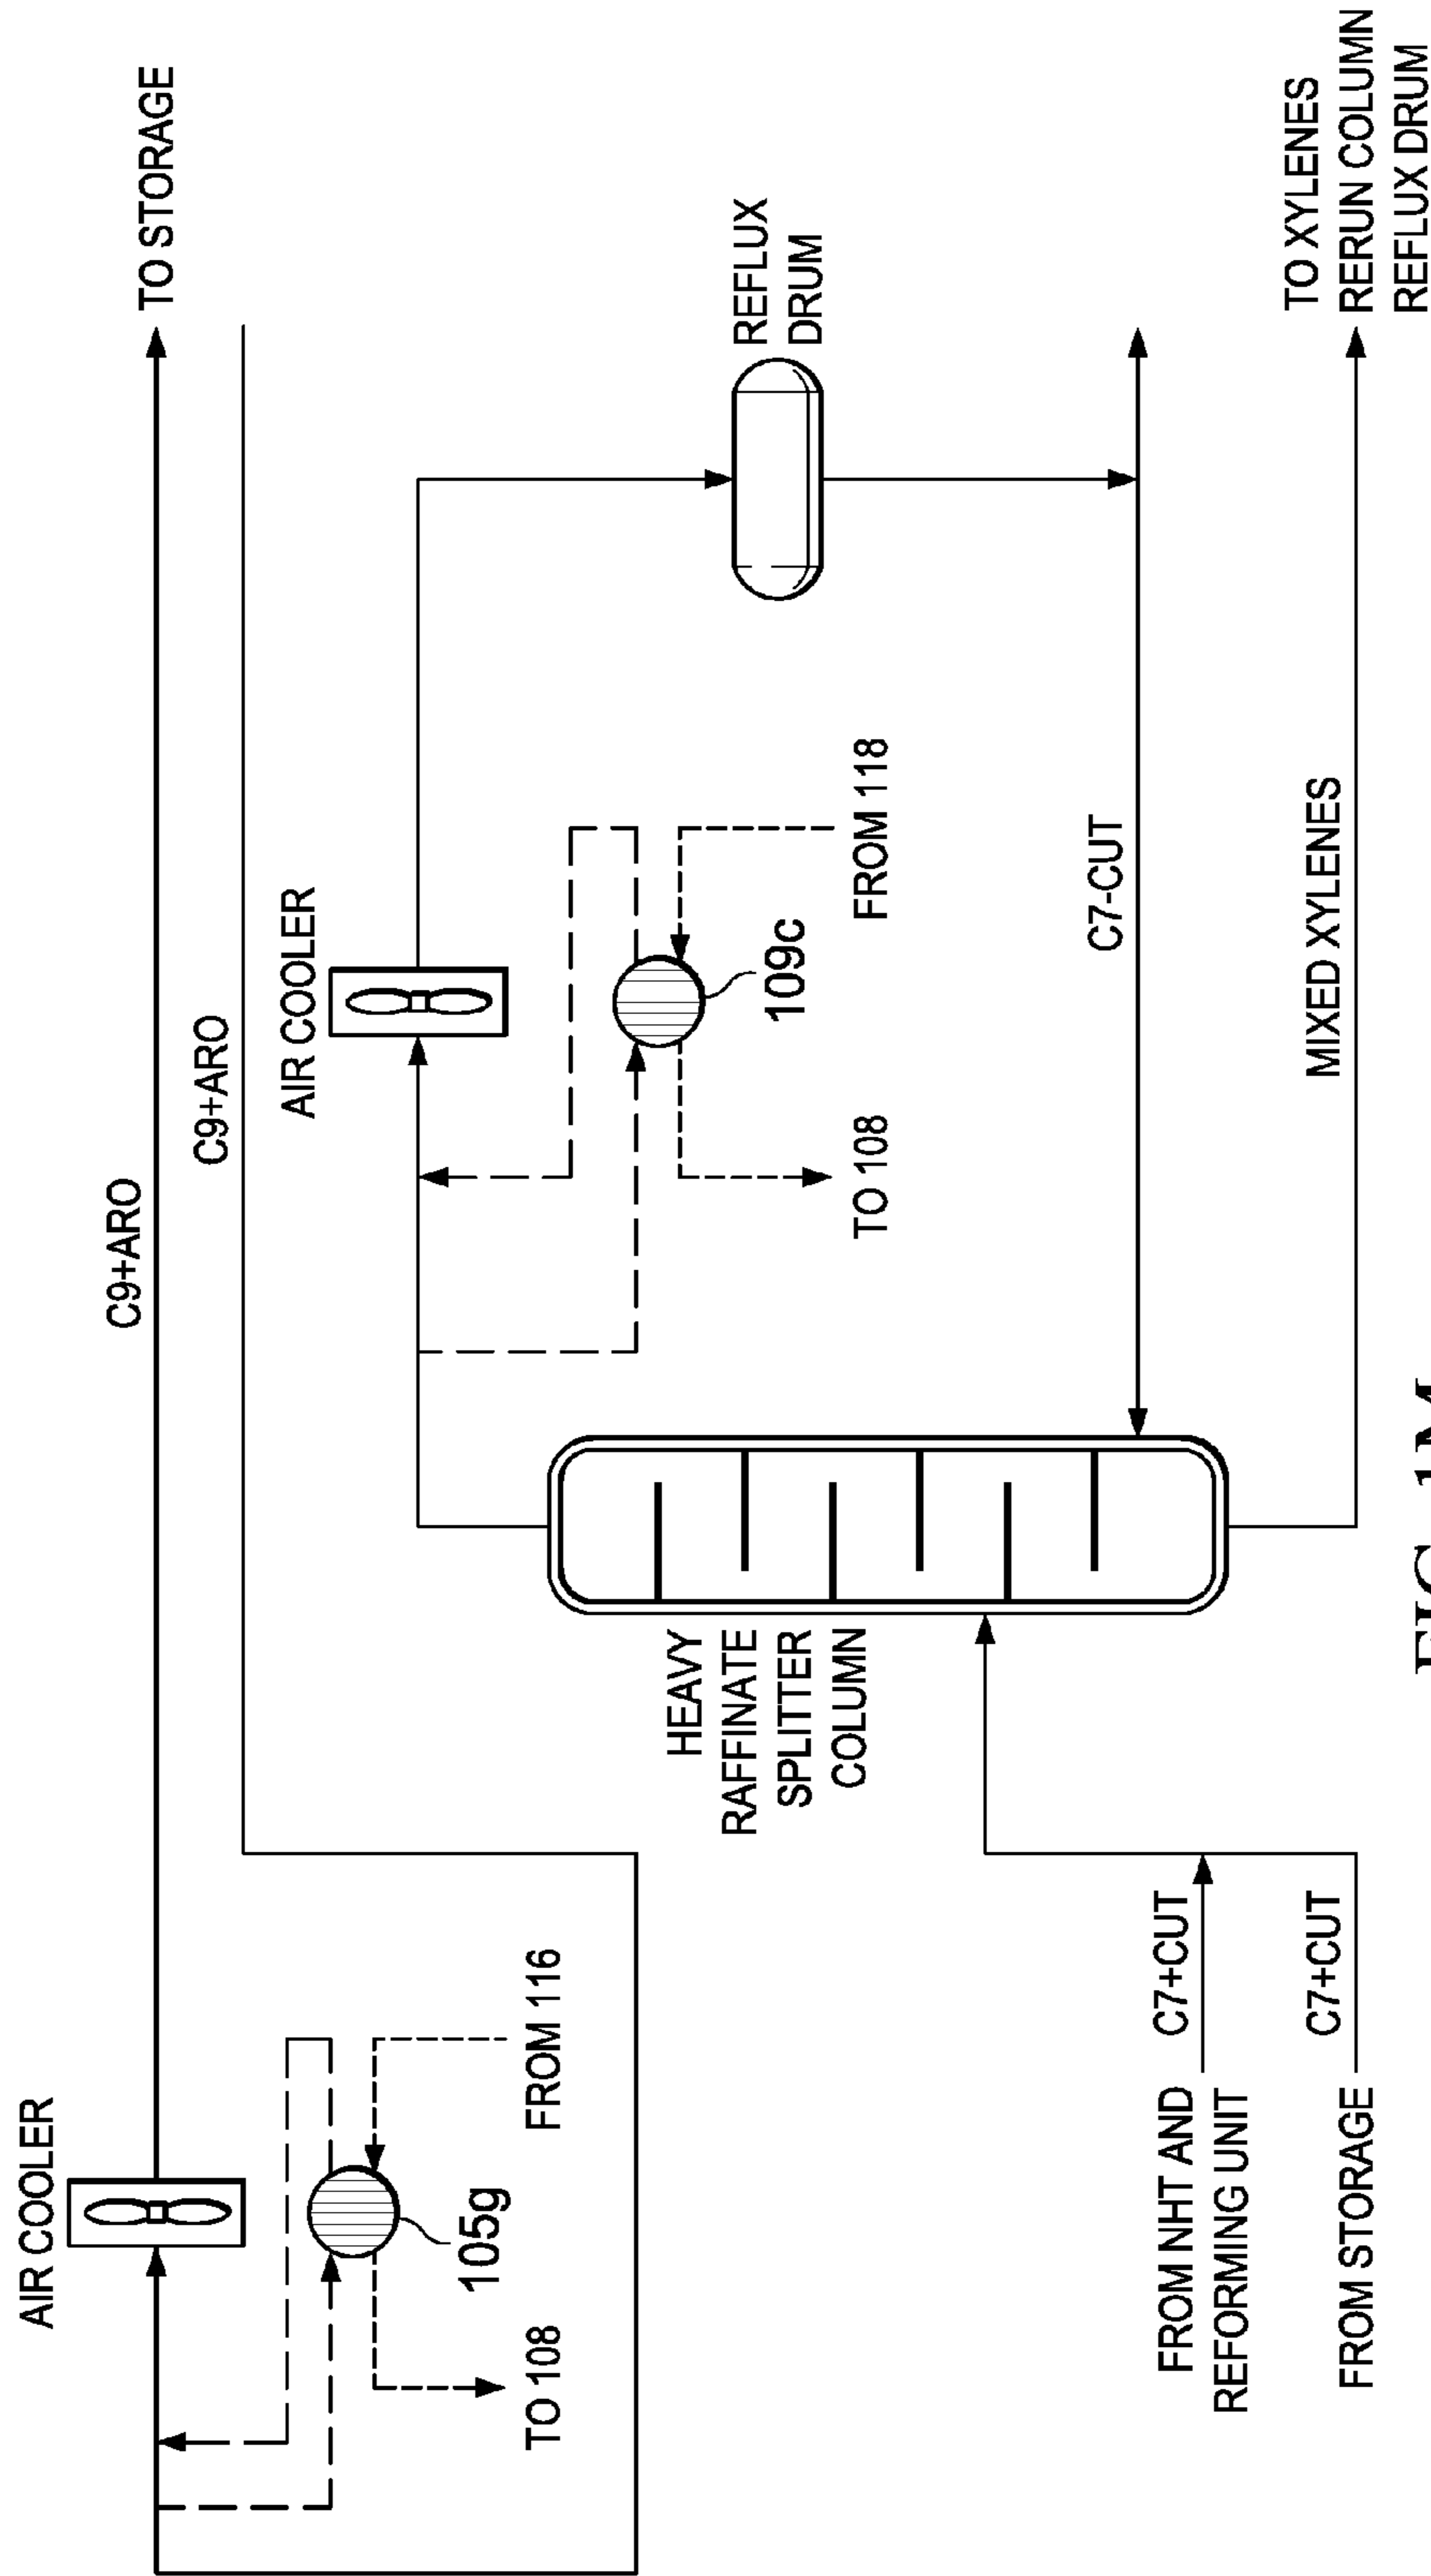 C9+ARO
TO STORAGE
AIR COOLER
C9+ARO
105g
FROM 116
TO 108
AIR COOLER
109c
FROM 118
TO 108
REFLUX
DRUM
HEAVY
RAFFINATE
SPLITTER
COLUMN
C7-CUT
FROM NHT AND
REFORMING UNIT
C7+CUT
FROM STORAGE
C7+CUT
MIXED XYLENES
TO XYLENES
RERUN COLUMN
REFLUX DRUM
FIG. 1M